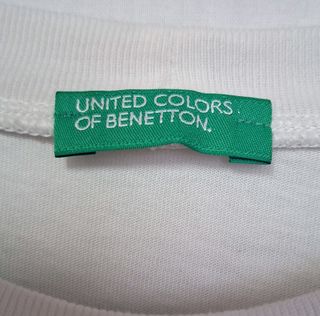 UNITED COLORS
OF BENETTON.